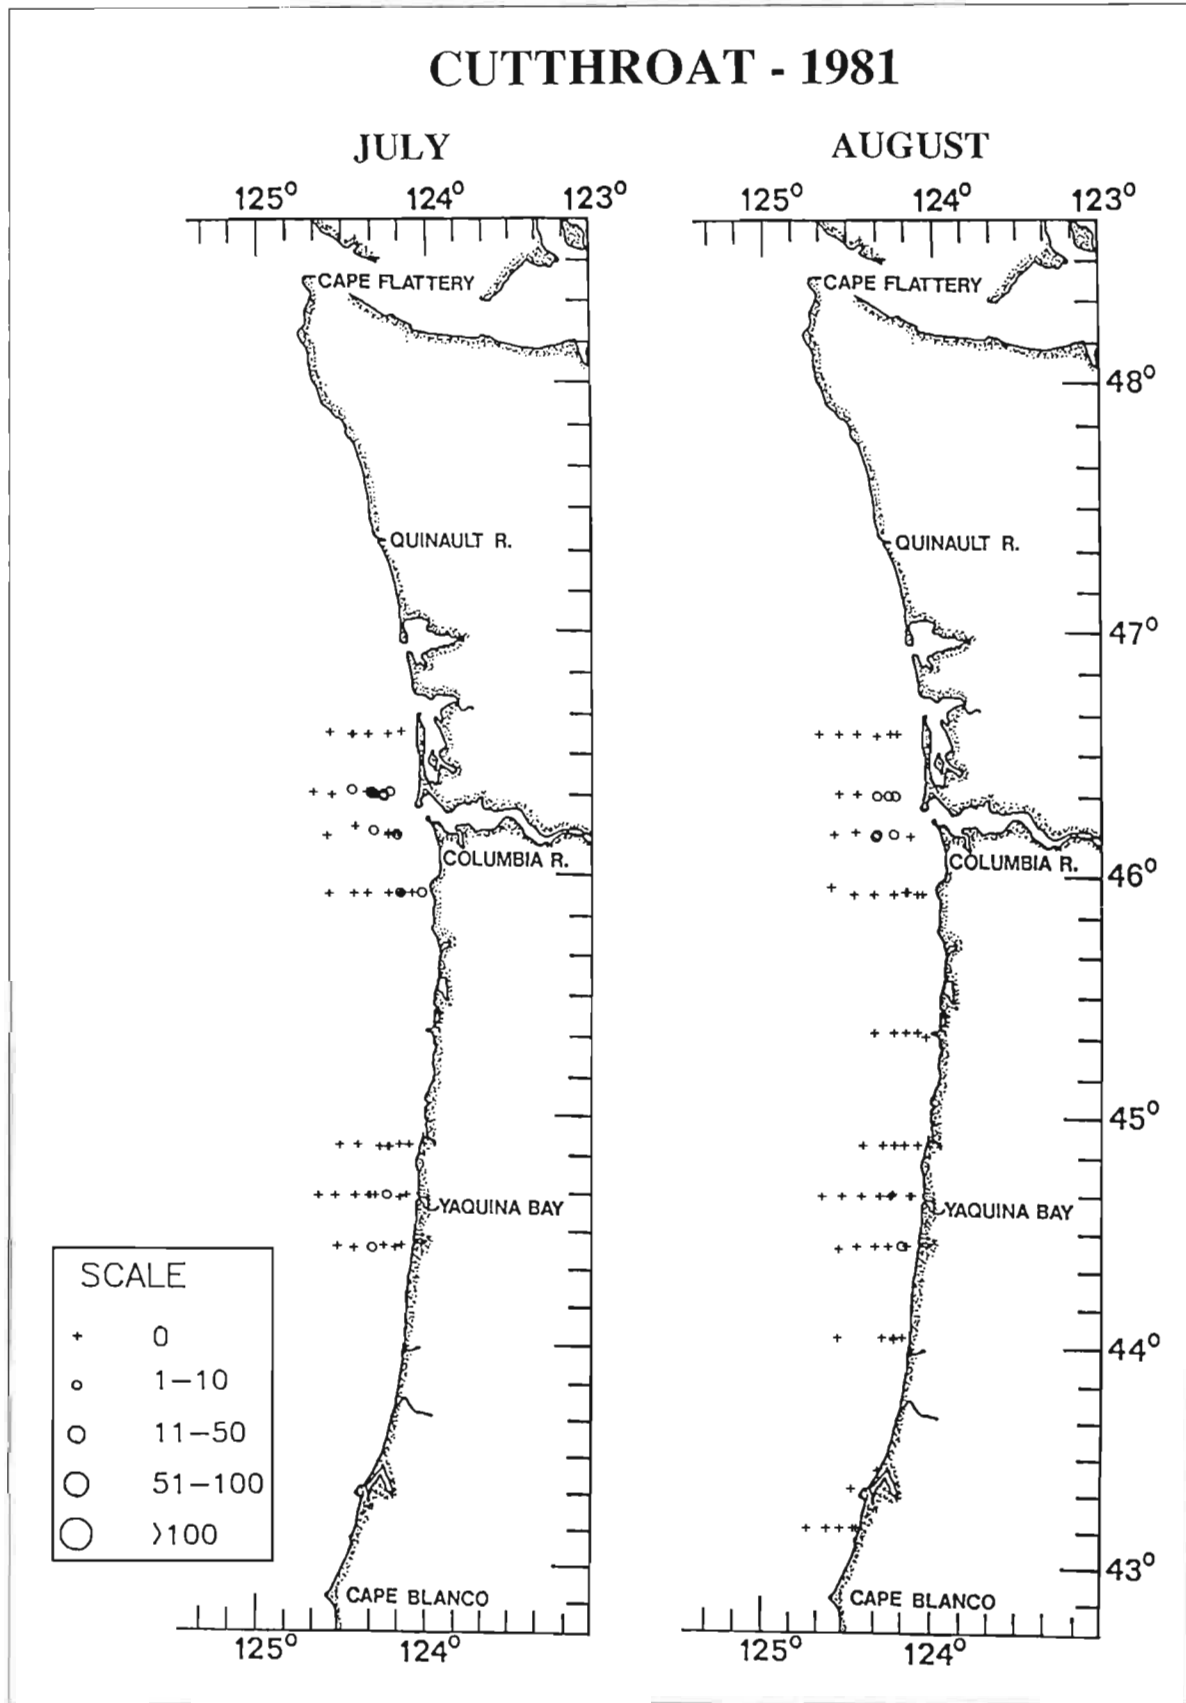 CUTTHROAT - 1981
JULY
125° 124° 123°
CAPE FLATTERY
QUINAULT R.
COLUMBIA R.
YAQUINA BAY
CAPE BLANCO
125° 124°
AUGUST
125° 124° 123°
CAPE FLATTERY
48°
QUINAULT R.
47°
COLUMBIA R.
46°
45°
YAQUINA BAY
44°
43°
CAPE BLANCO
125° 124°
SCALE
+ 0
1-10
11-50
51-100
>100